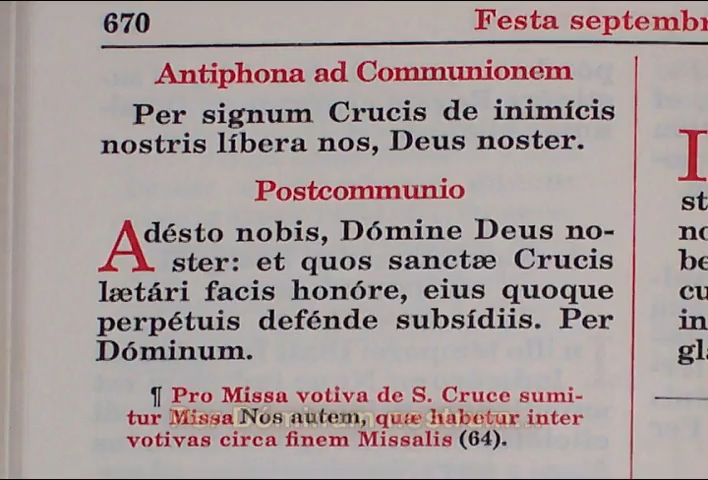 670
Festa septembr
Antiphona ad Communionem
Per signum Crucis de inimícis
nostris líbera nos, Deus noster.
Postcommunio
Adésto nobis, Dómine Deus no-
ster: et quos sanctæ Crucis
lætári facis honóre, eius quoque
perpétuis defénde subsídiis. Per
Dóminum.
¶ Pro Missa votiva de S. Cruce sumi-
tur Missa Nos autem, quæ habetur inter
votivas circa finem Missalis (64).
I
st
no
be
cu
in
gl